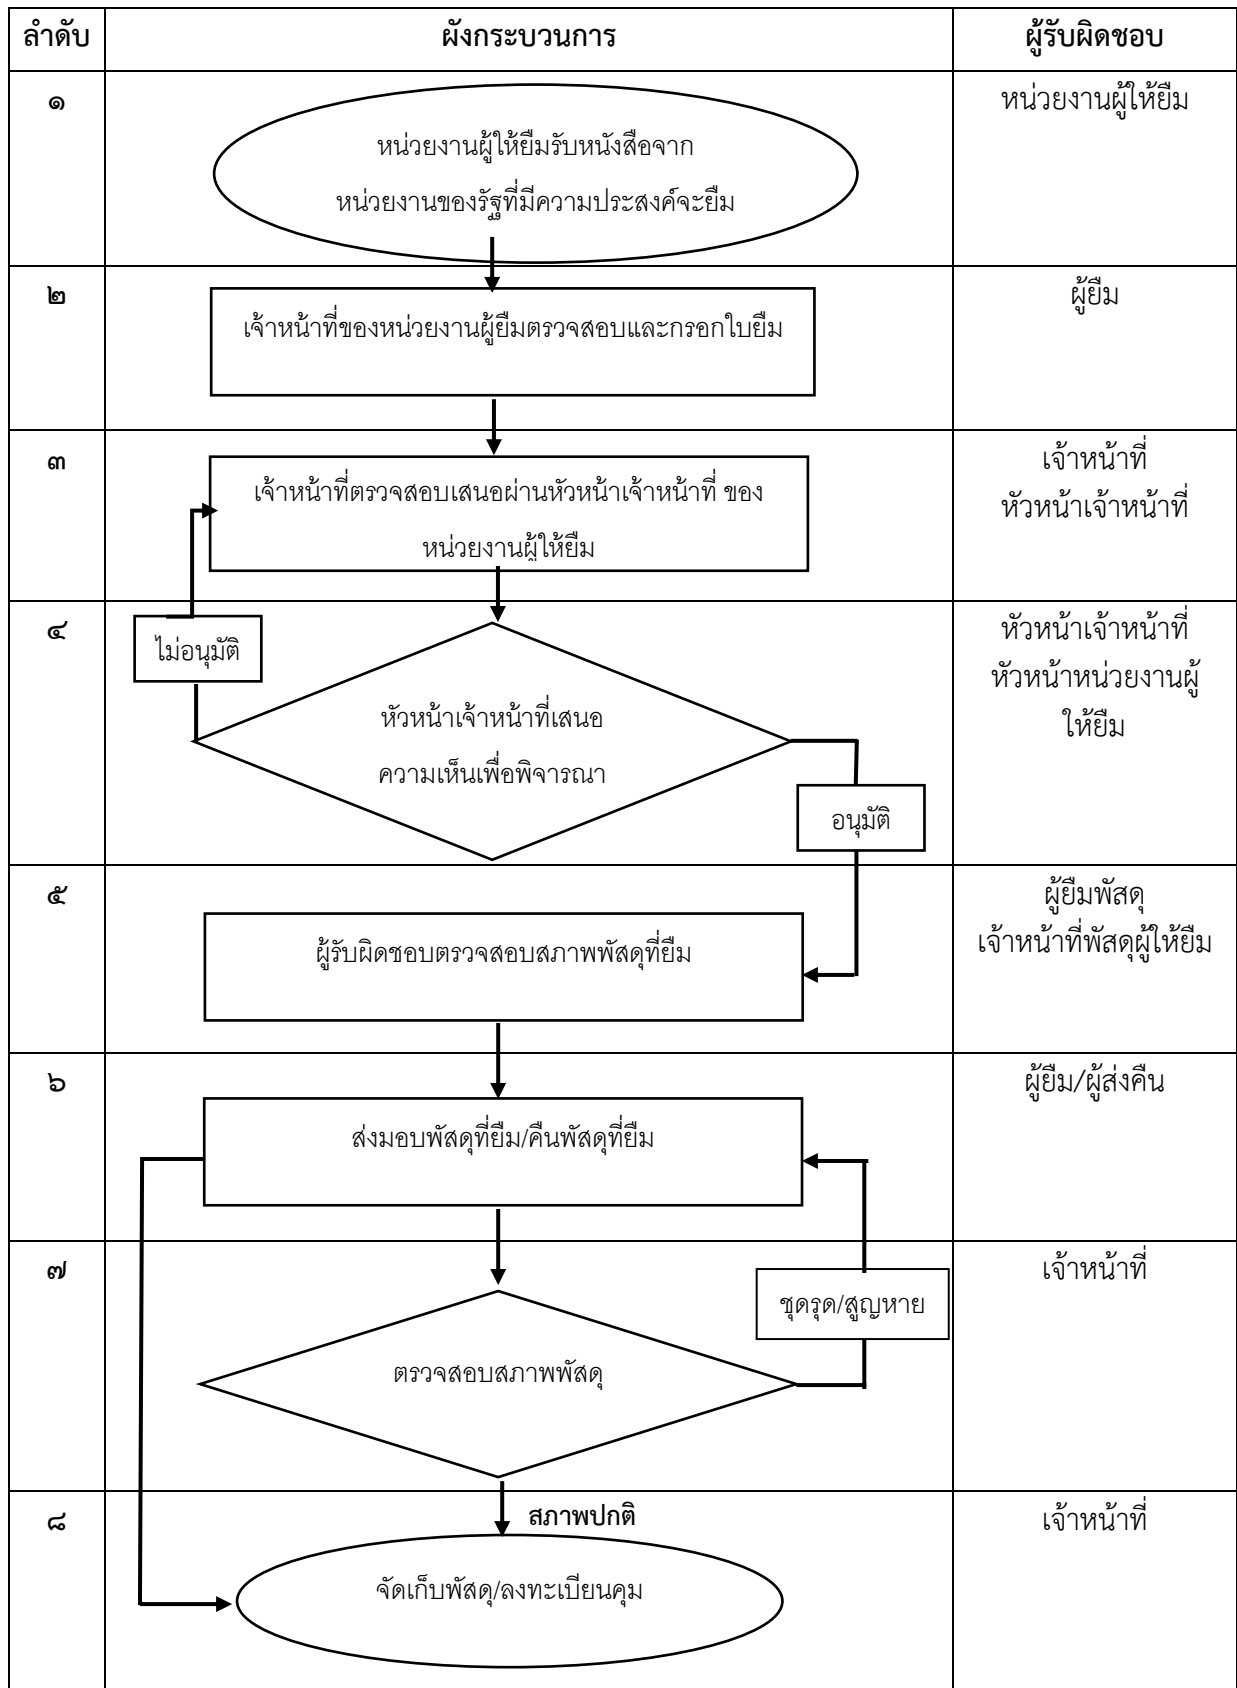 ลำดับ
ผังกระบวนการ
ผู้รับผิดชอบ
๑
หน่วยงานผู้ให้ยืมรับหนังสือจาก
หน่วยงานของรัฐที่มีความประสงค์จะยืม
หน่วยงานผู้ให้ยืม
๒
เจ้าหน้าที่ของหน่วยงานผู้ยืมตรวจสอบและกรอกใบยืม
ผู้ยืม
๓
เจ้าหน้าที่ตรวจสอบเสนอผ่านหัวหน้าเจ้าหน้าที่ ของ
หน่วยงานผู้ให้ยืม
เจ้าหน้าที่
หัวหน้าเจ้าหน้าที่
๔
ไม่อนุมัติ
หัวหน้าเจ้าหน้าที่เสนอ
ความเห็นเพื่อพิจารณา
อนุมัติ
หัวหน้าเจ้าหน้าที่
หัวหน้าหน่วยงานผู้
ให้ยืม
๕
ผู้รับผิดชอบตรวจสอบสภาพพัสดุที่ยืม
ผู้ยืมพัสดุ
เจ้าหน้าที่พัสดุผู้ให้ยืม
๖
ส่งมอบพัสดุที่ยืม/คืนพัสดุที่ยืม
ผู้ยืม/ผู้ส่งคืน
๗
ชุดรุด/สูญหาย
ตรวจสอบสภาพพัสดุ
เจ้าหน้าที่
๘
สภาพปกติ
จัดเก็บพัสดุ/ลงทะเบียนคุม
เจ้าหน้าที่